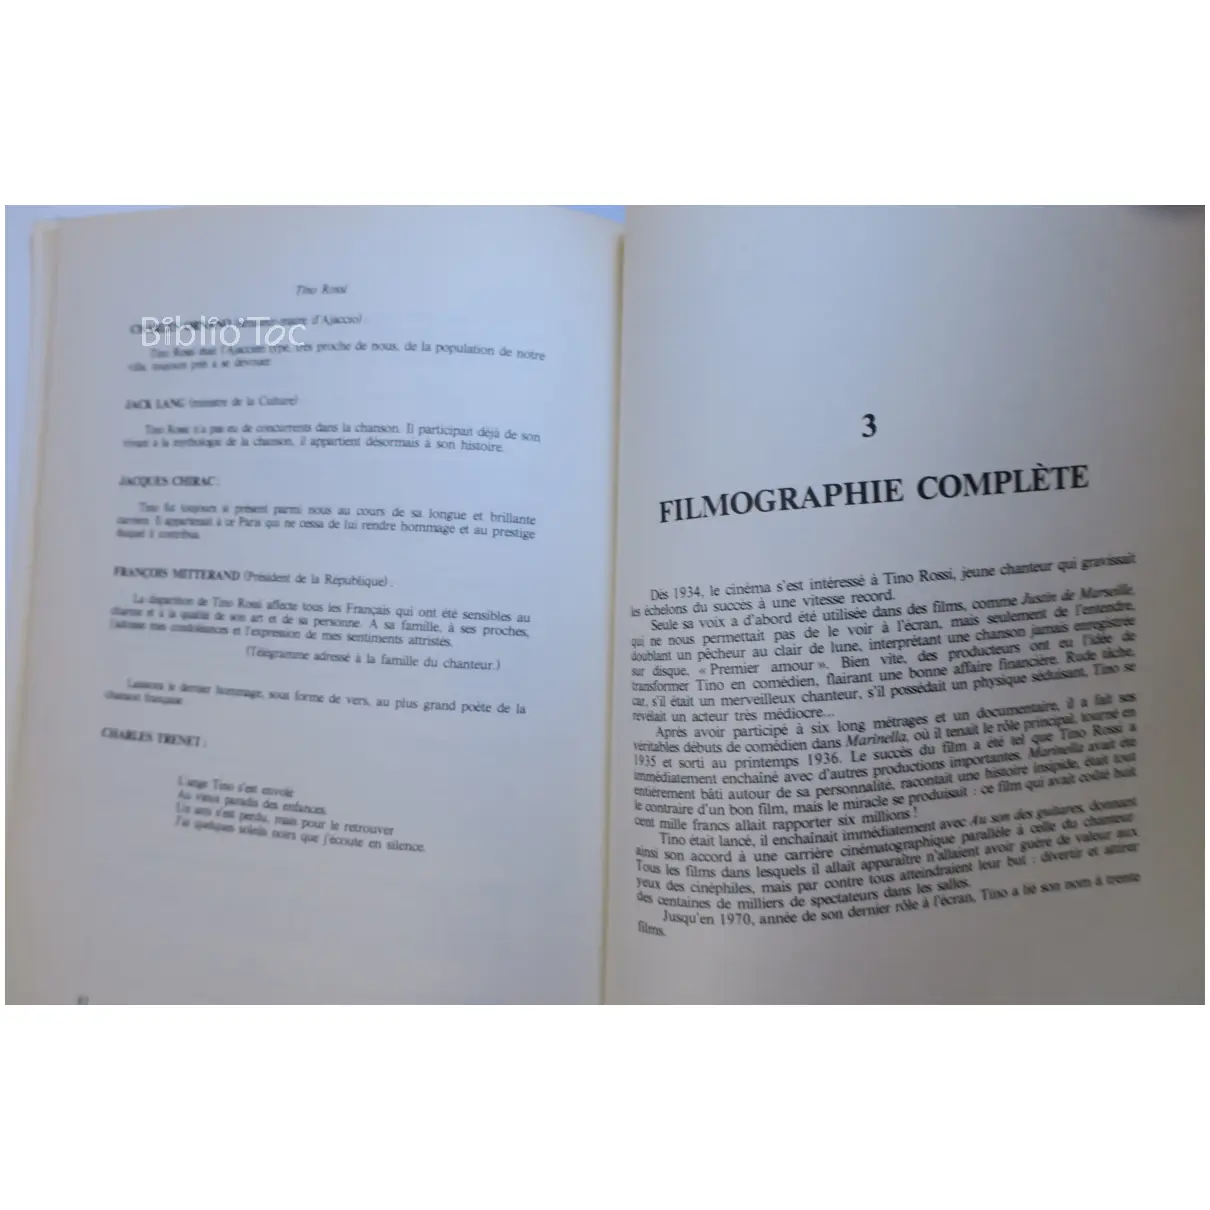 Tino Rossi
Biblio'Toc
maire d'Ajaccio) :
Tino Rossi était l'Ajaccien type, très proche de nous, de la population de notre
ville, toujours prêt à se dévouer.
JACK LANG (ministre de la Culture) :
Tino Rossi n'a pas eu de concurrents dans la chanson. Il participait déjà de son
vivant à la mythologie de la chanson, il appartient désormais à son histoire.
JACQUES CHIRAC :
Tino fut toujours si présent parmi nous au cours de sa longue et brillante
carrière. Il appartenait à ce Paris qui ne cessa de lui rendre hommage et au prestige
duquel il contribua.
FRANÇOIS MITTERAND (Président de la République) :
La disparition de Tino Rossi affecte tous les Français qui ont été sensibles au
charme et à la qualité de son art et de sa personne. A sa famille, à ses proches,
j'adresse mes condoléances et l'expression de mes sentiments attristés.
(Télégramme adressé à la famille du chanteur.)
Laissons le dernier hommage, sous forme de vers, au plus grand poète de la
chanson française.
CHARLES TRENET :
L'ange Tino s'est envolé
Au vieux paradis des enfances.
Un ami s'est perdu, mais pour le retrouver
J'ai quelques soleils noirs que j'écoute en silence.
3
FILMOGRAPHIE COMPLÈTE
Dès 1934, le cinéma s'est intéressé à Tino Rossi, jeune chanteur qui gravissait
les échelons du succès à une vitesse record.
Seule sa voix a d'abord été utilisée dans des films, comme Justin de Marseille,
qui ne nous permettait pas de le voir à l'écran, mais seulement de l'entendre,
doublant un pêcheur au clair de lune, interprétant une chanson jamais enregistrée
sur disque, « Premier amour ». Bien vite, des producteurs ont eu l'idée de
transformer Tino en comédien, flairant une bonne affaire financière. Rude tâche,
car, s'il était un merveilleux chanteur, s'il possédait un physique séduisant, Tino se
révélait un acteur très médiocre...
Après avoir participé à six long métrages et un documentaire, il a fait ses
véritables débuts de comédien dans Marinella, où il tenait le rôle principal, tourné en
1935 et sorti au printemps 1936. Le succès du film a été tel que Tino Rossi a
immédiatement enchaîné avec d'autres productions importantes. Marinella avait été
entièrement bâti autour de sa personnalité, racontait une histoire insipide, était tout
le contraire d'un bon film, mais le miracle se produisait : ce film qui avait coûté huit
cent mille francs allait rapporter six millions !
Tino était lancé, il enchaînait immédiatement avec Au son des guitares, donnant
ainsi son accord à une carrière cinématographique parallèle à celle du chanteur.
Tous les films dans lesquels il allait apparaître n'allaient avoir guère de valeur aux
yeux des cinéphiles, mais par contre tous atteindraient leur but : divertir et attirer
des centaines de milliers de spectateurs dans les salles.
Jusqu'en 1970, année de son dernier rôle à l'écran, Tino a lié son nom à trente
films.